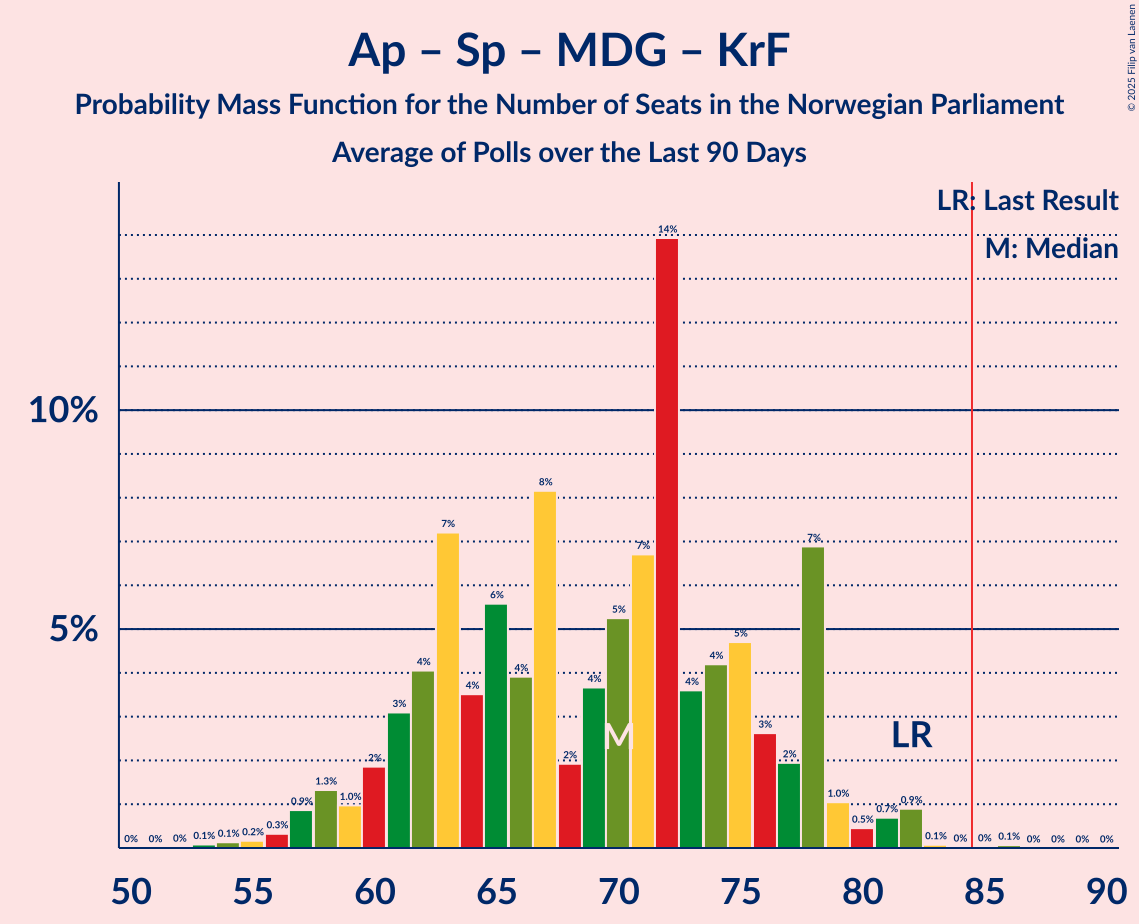 Ap – Sp – MDG – KrF
Probability Mass Function for the Number of Seats in the Norwegian Parliament
Average of Polls over the Last 90 Days
© 2025 Filip van Laenen
LR: Last Result
M: Median
10%
5%
0% 0% 0% 0.1% 0.1% 0.2% 0.3% 0.9% 1.3% 1.0% 2% 3% 4% 7% 4% 6% 4% 8% 2% 4% 5% 7% 14% 4% 4% 5% 3% 2% 7% 1.0% 0.5% 0.7% 0.9% 0.1% 0% 0% 0.1% 0% 0% 0% 0%
M
LR
50 55 60 65 70 75 80 85 90